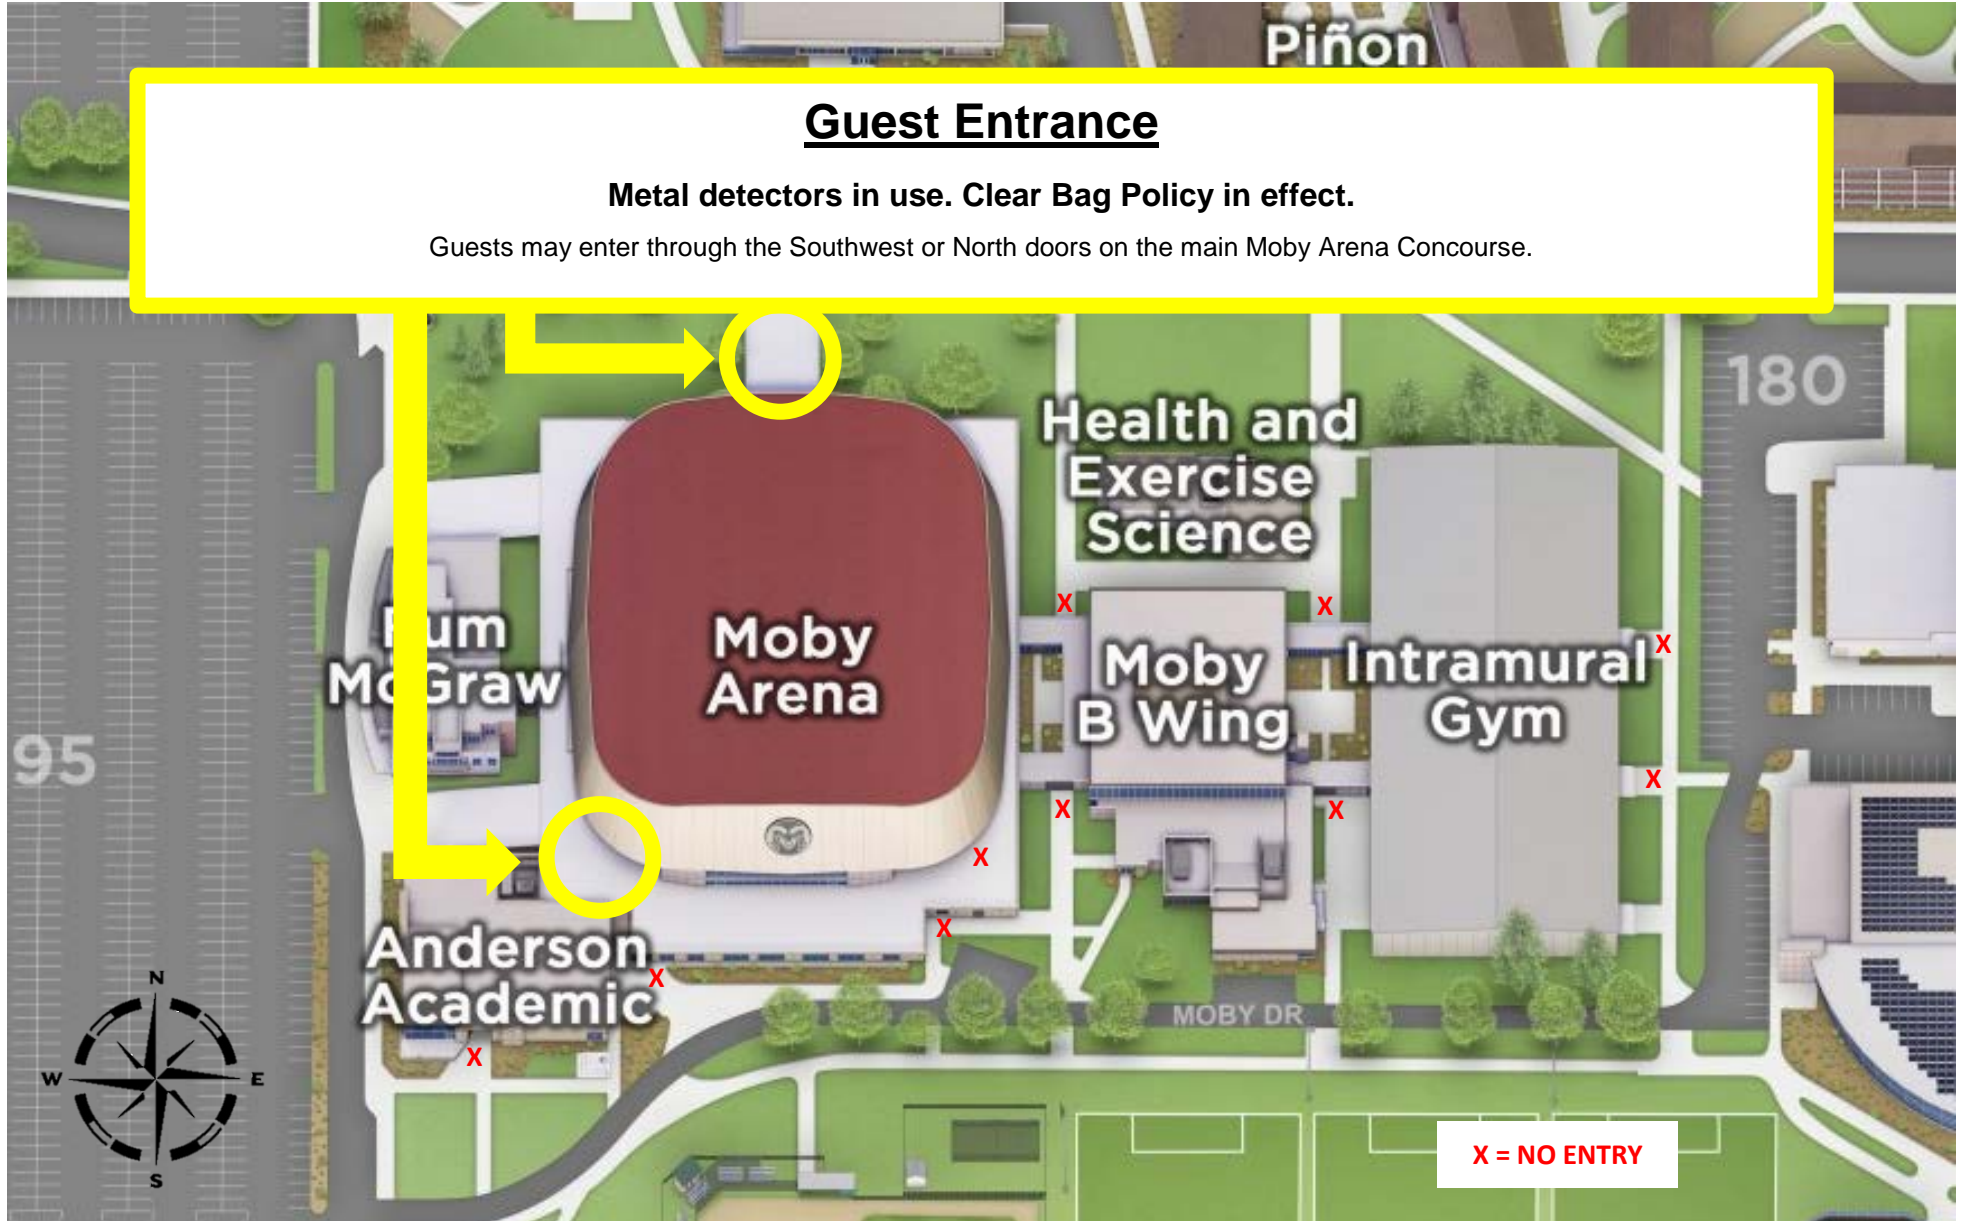 Piñon
Guest Entrance
Metal detectors in use. Clear Bag Policy in effect.
Guests may enter through the Southwest or North doors on the main Moby Arena Concourse.
180
Health and
Exercise
Science
X
X
um
McGraw
Moby
Arena
Moby
B Wing
Intramural
Gym
X
95
X
X
X
X
X
Anderson
Academic
X
MOBY DR
X
N
W
E
S
X = NO ENTRY